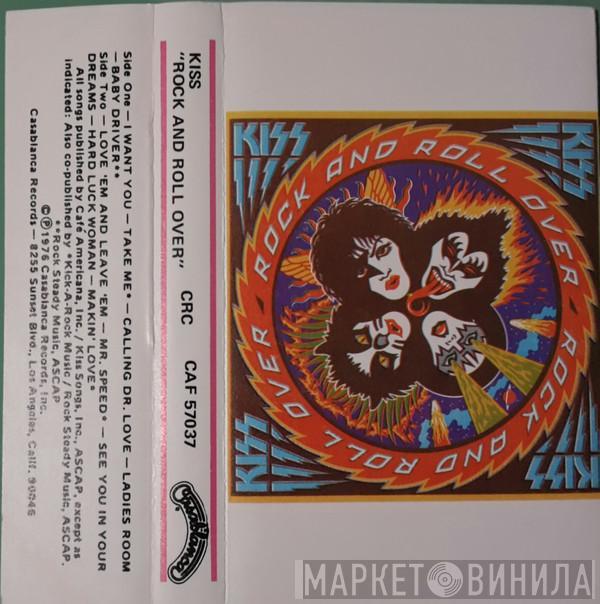 Side One — I WANT YOU — TAKE ME* — CALLING DR. LOVE — LADIES ROOM
— BABY DRIVER**
Side Two — LOVE 'EM AND LEAVE 'EM — MR. SPEED* — SEE YOU IN YOUR
DREAMS — HARD LUCK WOMAN — MAKIN' LOVE*
All songs published by Café Americana, Inc. / Kiss Songs, Inc., ASCAP, except as
indicated: Also co-published by *Kick-A-Rock Music / Rock Steady Music, ASCAP.
**Rock Steady Music, ASCAP
©℗1976 Casablanca Records, Inc.
Casablanca Records — 8255 Sunset Blvd., Los Angeles, Calif. 90046
KISS
"ROCK AND ROLL OVER"
CRC
CAF 57037
Casablanca
KISS
KISS
KISS
KISS
ROCK AND ROLL OVER
ROCK AND ROLL OVER
МАРКЕТ ВИНИЛА